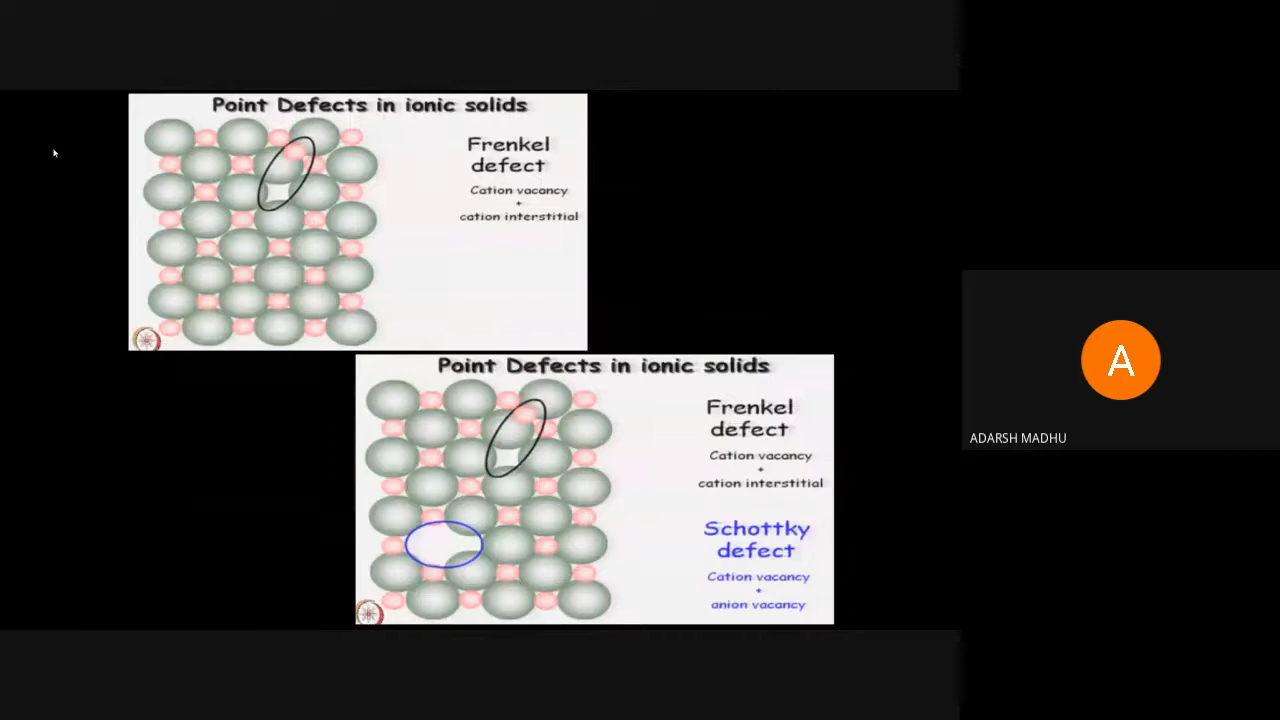 Point Defects in ionic solids
Frenkel
defect
Cation vacancy
+
cation interstitial
Point Defects in ionic solids
Frenkel
defect
Cation vacancy
+
cation interstitial
Schottky
defect
Cation vacancy
+
anion vacancy
A
ADARSH MADHU